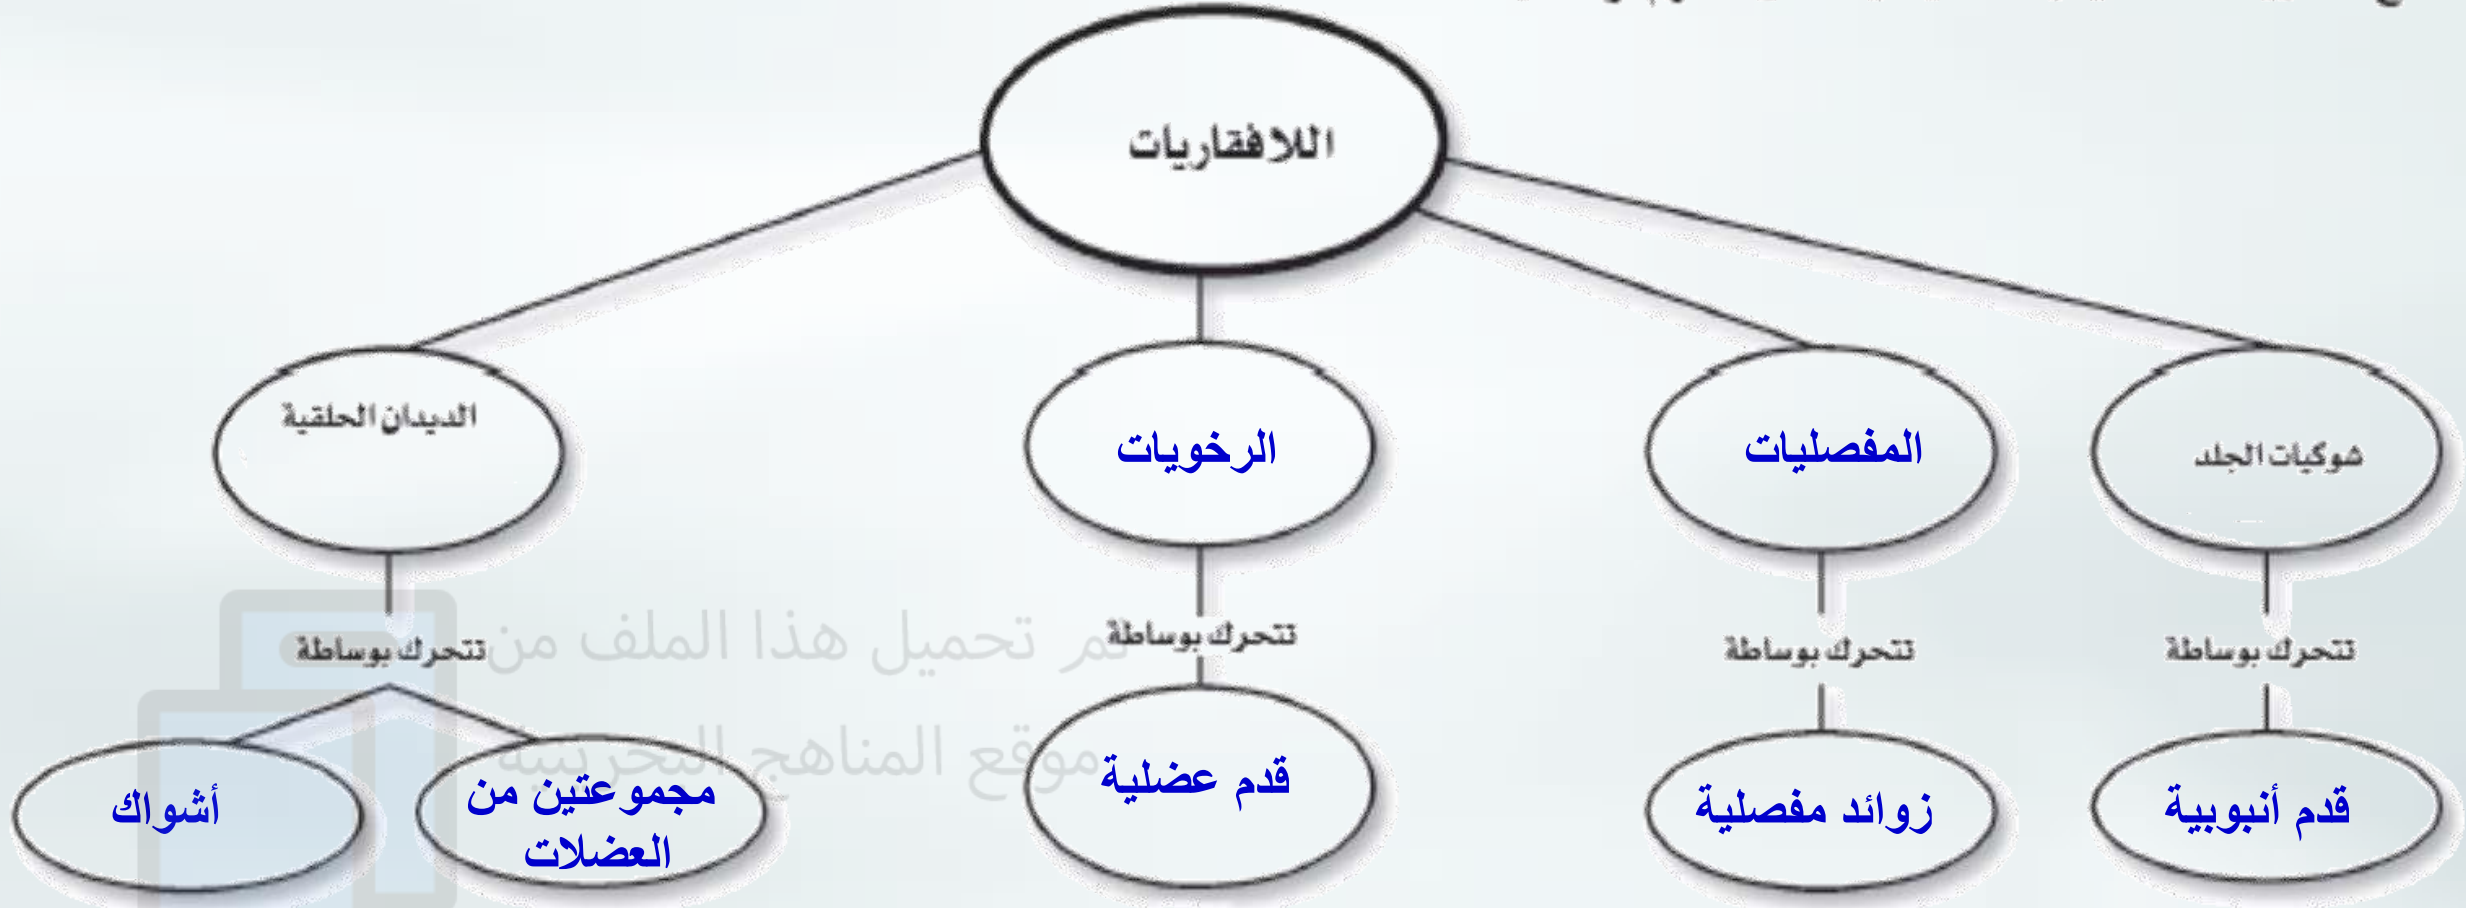 اللافقاريات
شوكيات الجلد
المفصليات
الرخويات
الديدان الحلقية
تتحرك بوساطة
تتحرك بوساطة
تتحرك بوساطة
تتحرك بوساطة
قدم أنبوبية
زوائد مفصلية
قدم عضلية
مجموعتين من
العضلات
أشواك
تم تحميل هذا الملف من
موقع المناهج البحرينية